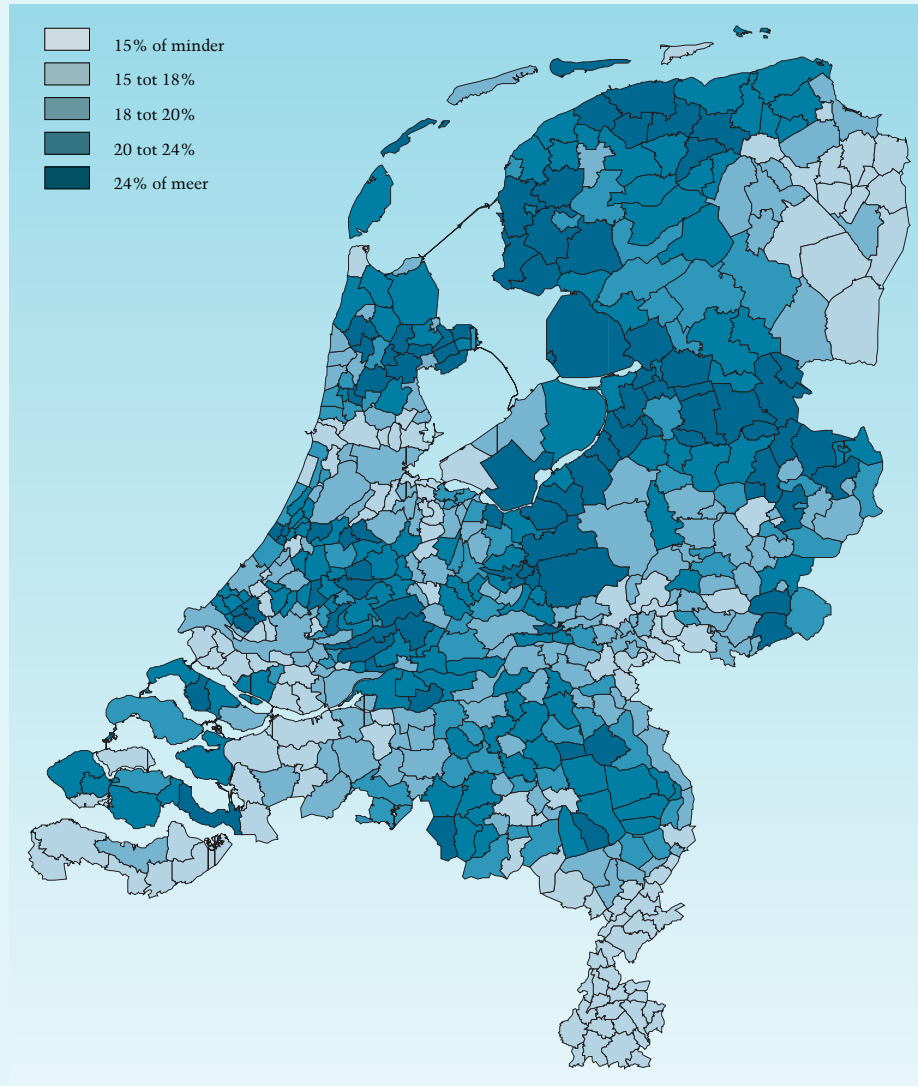 15% of minder
15 tot 18%
18 tot 20%
20 tot 24%
24% of meer